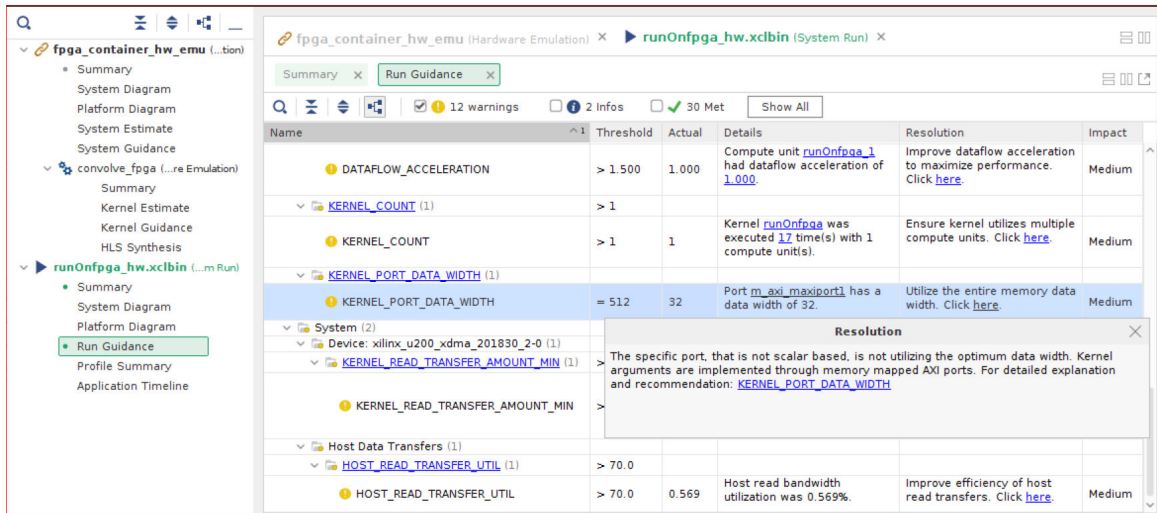 fpga_container_hw_emu (...tion)
Summary
System Diagram
Platform Diagram
System Estimate
System Guidance
convolve_fpga (...re Emulation)
Summary
Kernel Estimate
Kernel Guidance
HLS Synthesis
runOnfpga_hw.xclbin (...m Run)
Summary
System Diagram
Platform Diagram
Run Guidance
Profile Summary
Application Timeline
fpga_container_hw_emu (Hardware Emulation) × runOnfpga_hw.xclbin (System Run) ×
Summary × Run Guidance ×
12 warnings 2 Infos 30 Met Show All
Name 1 Threshold Actual Details Resolution Impact
DATAFLOW_ACCELERATION > 1.500 1.000 Medium
Compute unit runOnfpga_1
had dataflow acceleration of
1.000.
Improve dataflow acceleration
to maximize performance.
Click here.
KERNEL_COUNT (1) > 1
KERNEL_COUNT > 1 1 Medium
Kernel runOnfpga was
executed 17 time(s) with 1
compute unit(s).
Ensure kernel utilizes multiple
compute units. Click here.
KERNEL_PORT_DATA_WIDTH (1)
KERNEL_PORT_DATA_WIDTH = 512 32 Medium
Port m_axi_maxiport1 has a
data width of 32.
Utilize the entire memory data
width. Click here.
System (2)
Device: xilinx_u200_xdma_201830_2-0 (1)
KERNEL_READ_TRANSFER_AMOUNT_MIN (1) >
KERNEL_READ_TRANSFER_AMOUNT_MIN >
Resolution
The specific port, that is not scalar based, is not utilizing the optimum data width. Kernel
arguments are implemented through memory mapped AXI ports. For detailed explanation
and recommendation: KERNEL_PORT_DATA_WIDTH
Host Data Transfers (1)
HOST_READ_TRANSFER_UTIL (1) > 70.0
HOST_READ_TRANSFER_UTIL > 70.0 0.569 Medium
Host read bandwidth
utilization was 0.569%.
Improve efficiency of host
read transfers. Click here.